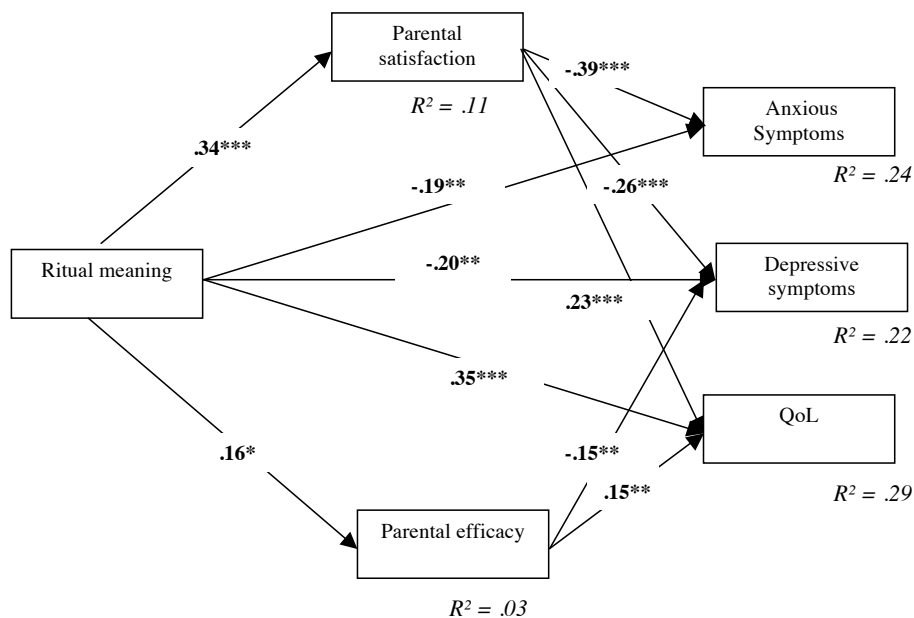 Parental
satisfaction
R² = .11
-.39***
Anxious
Symptoms
R² = .24
.34***
-.19**
-.26***
Ritual meaning
-.20**
Depressive
symptoms
.23***
R² = .22
.35***
QoL
.16*
-.15**
.15**
R² = .29
Parental efficacy
R² = .03